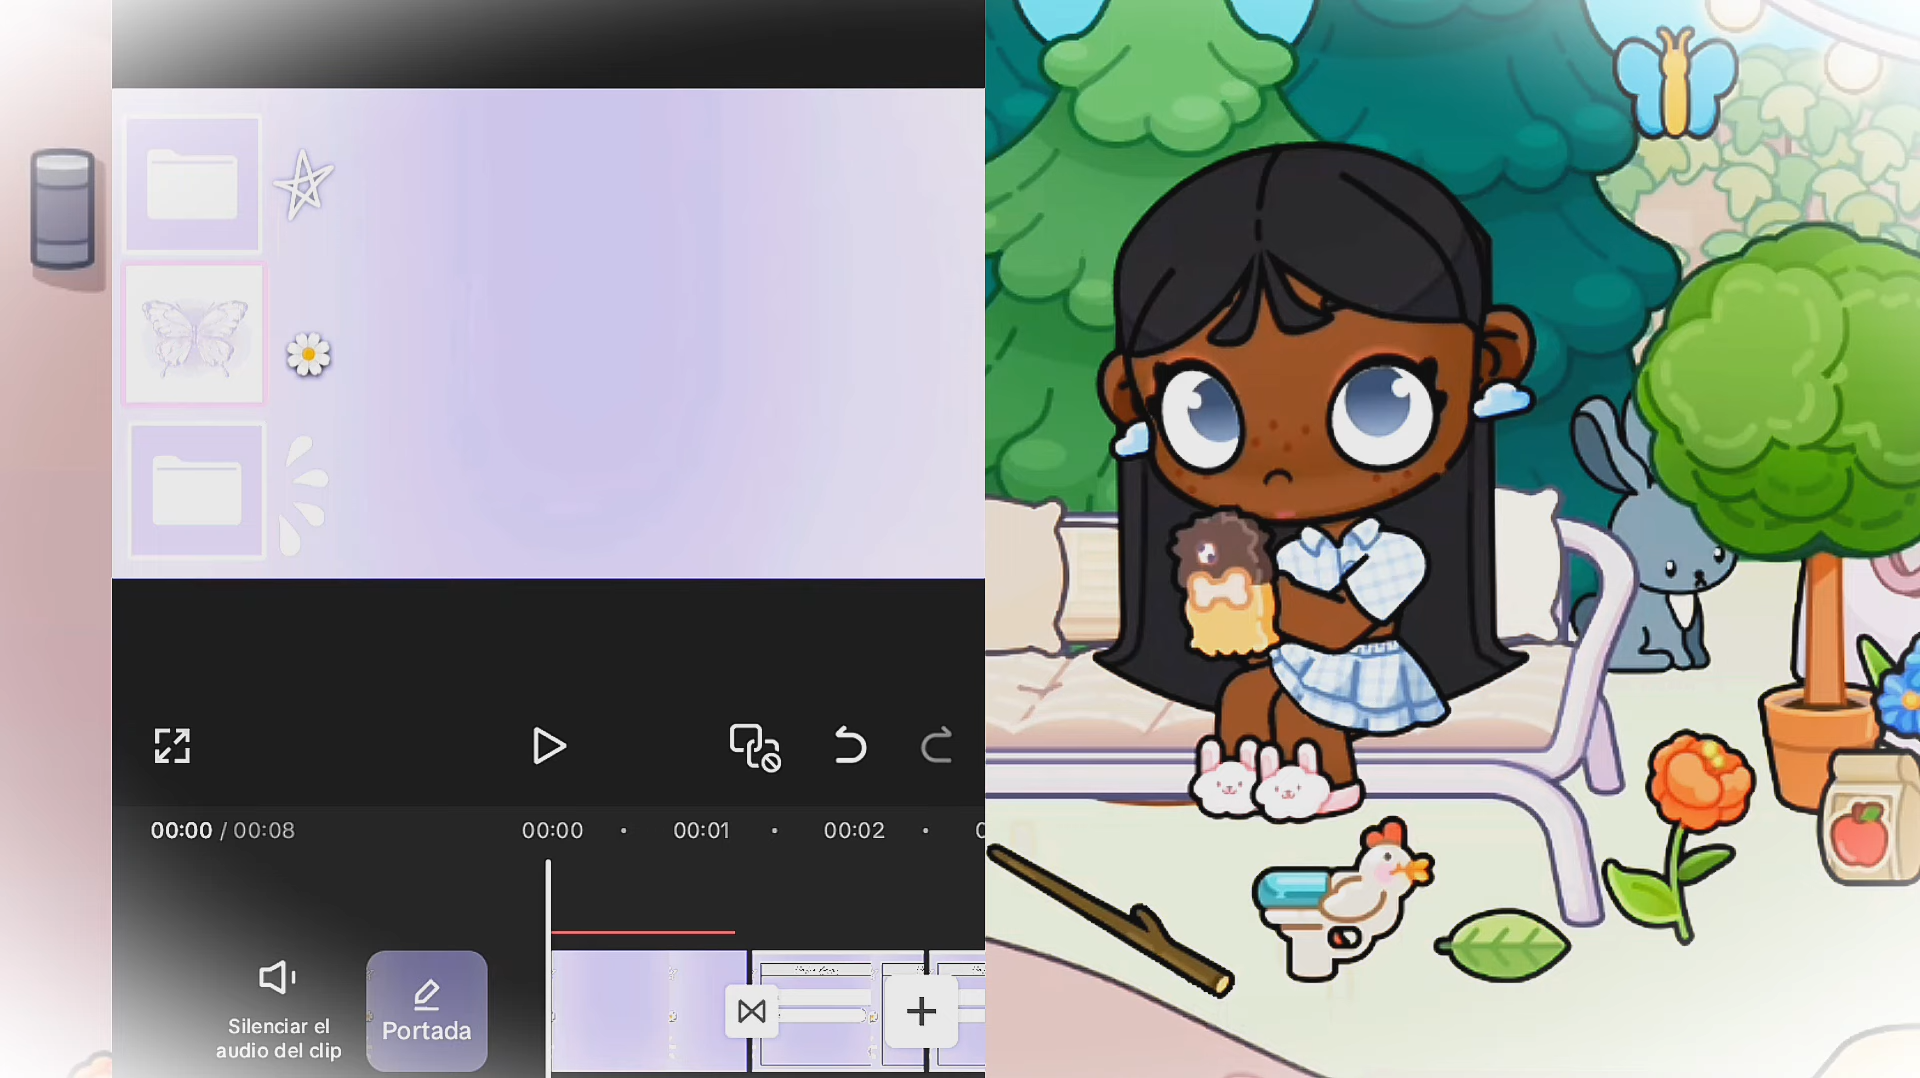 00:00 / 00:08
00:00
00:01
00:02
Silenciar el
audio del clip
Portada